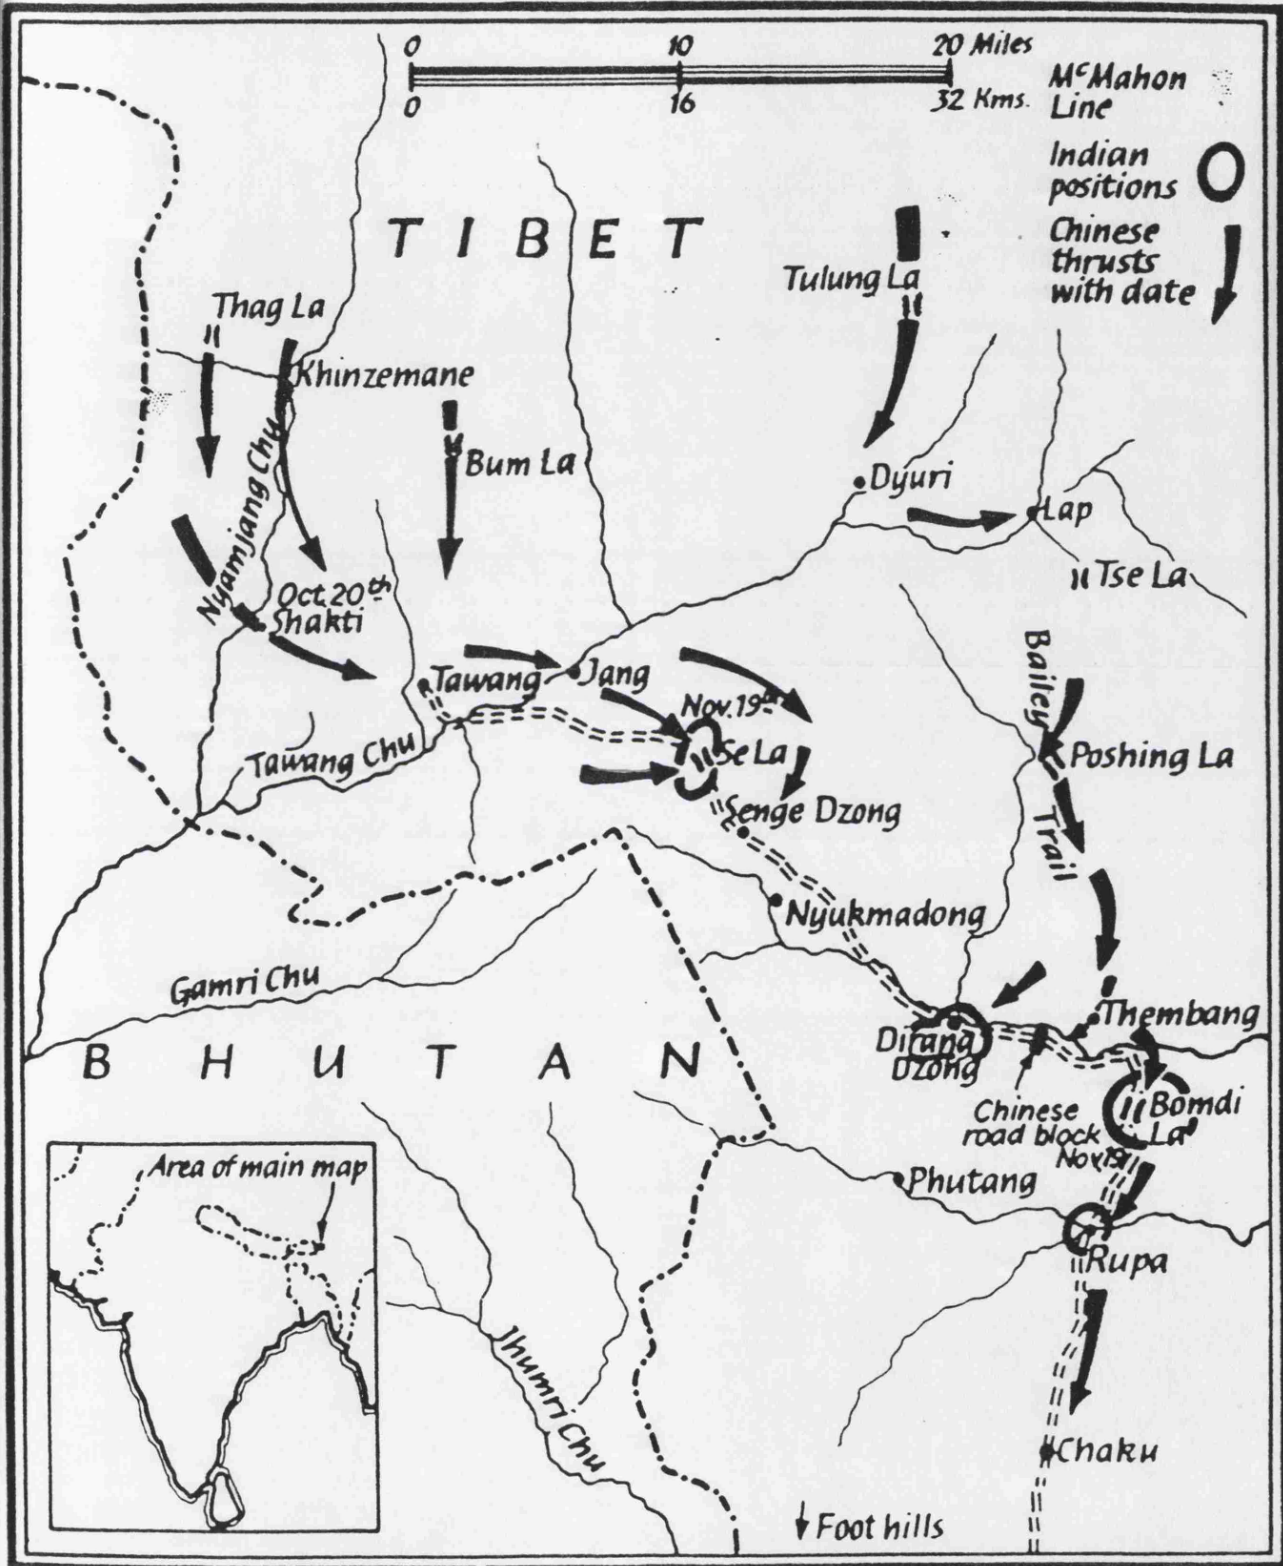 0 10 20 Miles
0 16 32 Kms.
McMahon
Line
Indian
positions
Chinese
thrusts
with date
TIBET
Tulung La
Thag La
Khinzemane
Bum La
Nyamjang Chu
Dyuri
Lap
Tse La
Oct. 20th
Shakti
Bailey
Trail
Tawang
Jang
Nov. 19th
Se La
Poshing La
Tawang Chu
Senge Dzong
Nyukmadong
Gamri Chu
Thembang
Dirang
Dzong
BHUTAN
Chinese
road block
Nov. 19
Bomdi
La
Area of main map
Phutang
Rupa
Jhumri Chu
Chaku
Foot hills